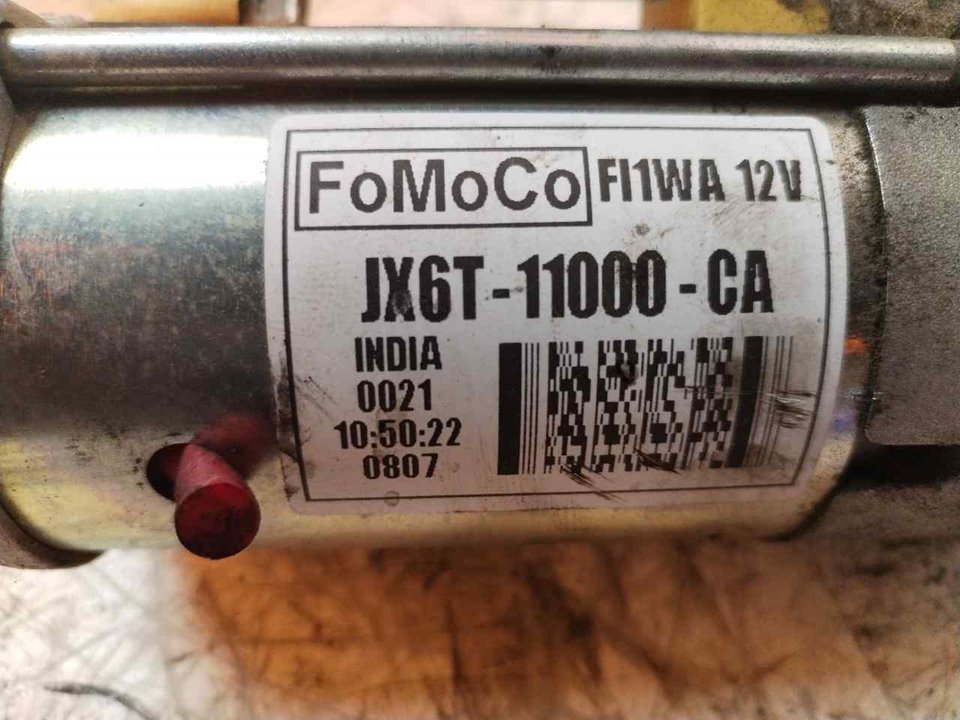 FoMoCo FI1WA 12V
JX6T-11000-CA
INDIA
0021
10:50:22
0807